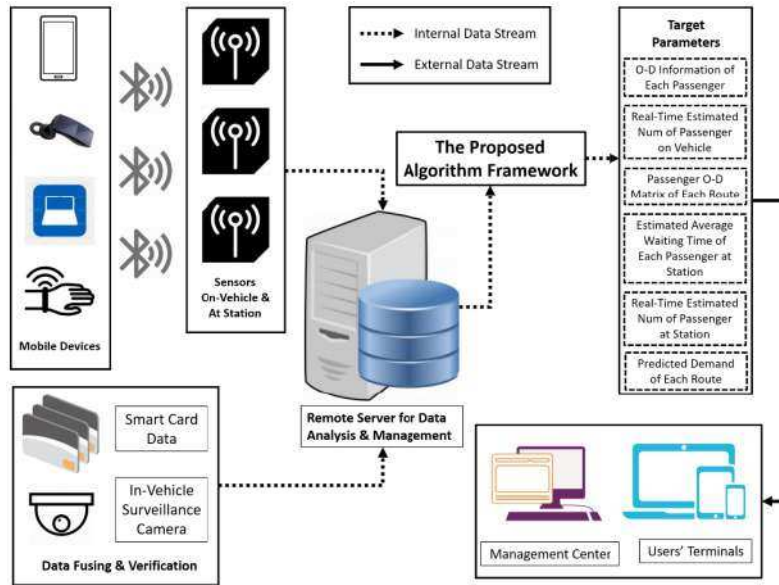 Internal Data Stream
External Data Stream
Target
Parameters
O-D Information of
Each Passenger
Real-Time Estimated
Num of Passenger
on Vehicle
Passenger O-D
Matrix of Each Route
Estimated Average
Waiting Time of
Each Passenger at
Station
Real-Time Estimated
Num of Passenger
at Station
Predicted Demand
of Each Route
The Proposed
Algorithm Framework
Sensors
On-Vehicle &
At Station
Mobile Devices
Remote Server for Data
Analysis & Management
Smart Card
Data
In-Vehicle
Surveillance
Camera
Data Fusing & Verification
Management Center
Users' Terminals